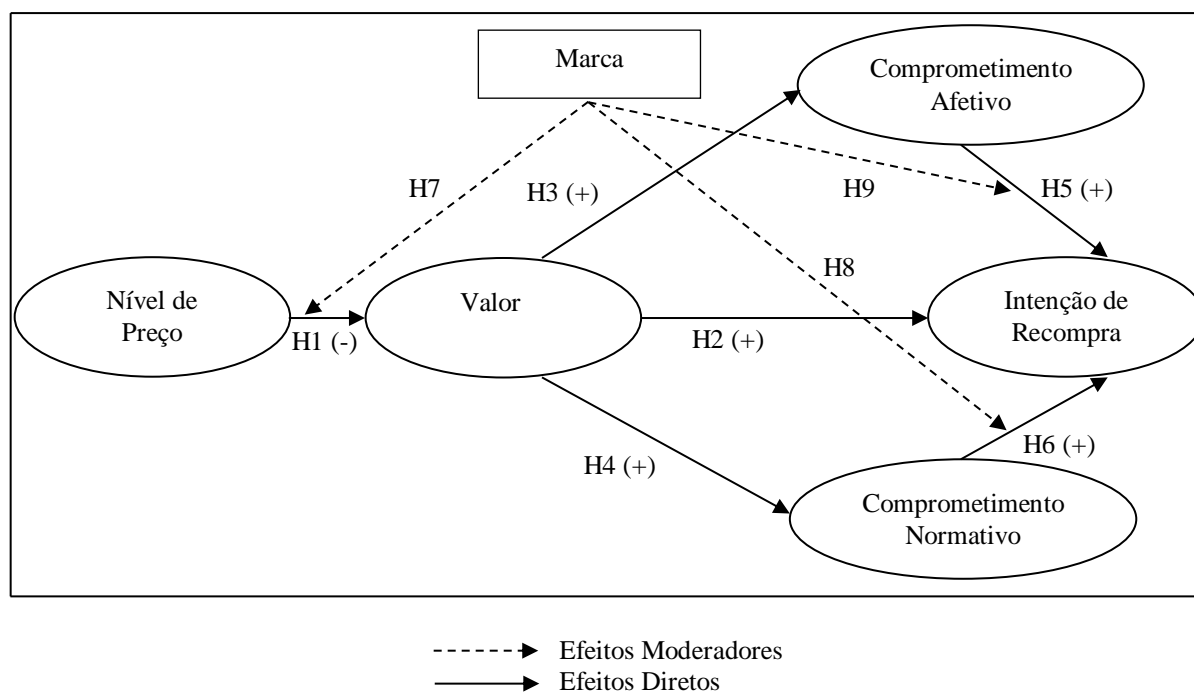 Marca
Comprometimento
Afetivo
H7
H3 (+)
H9
H5 (+)
H8
Nível de
Preço
Valor
Intenção de
Recompra
H1 (-)
H2 (+)
H4 (+)
H6 (+)
Comprometimento
Normativo
Efeitos Moderadores
Efeitos Diretos